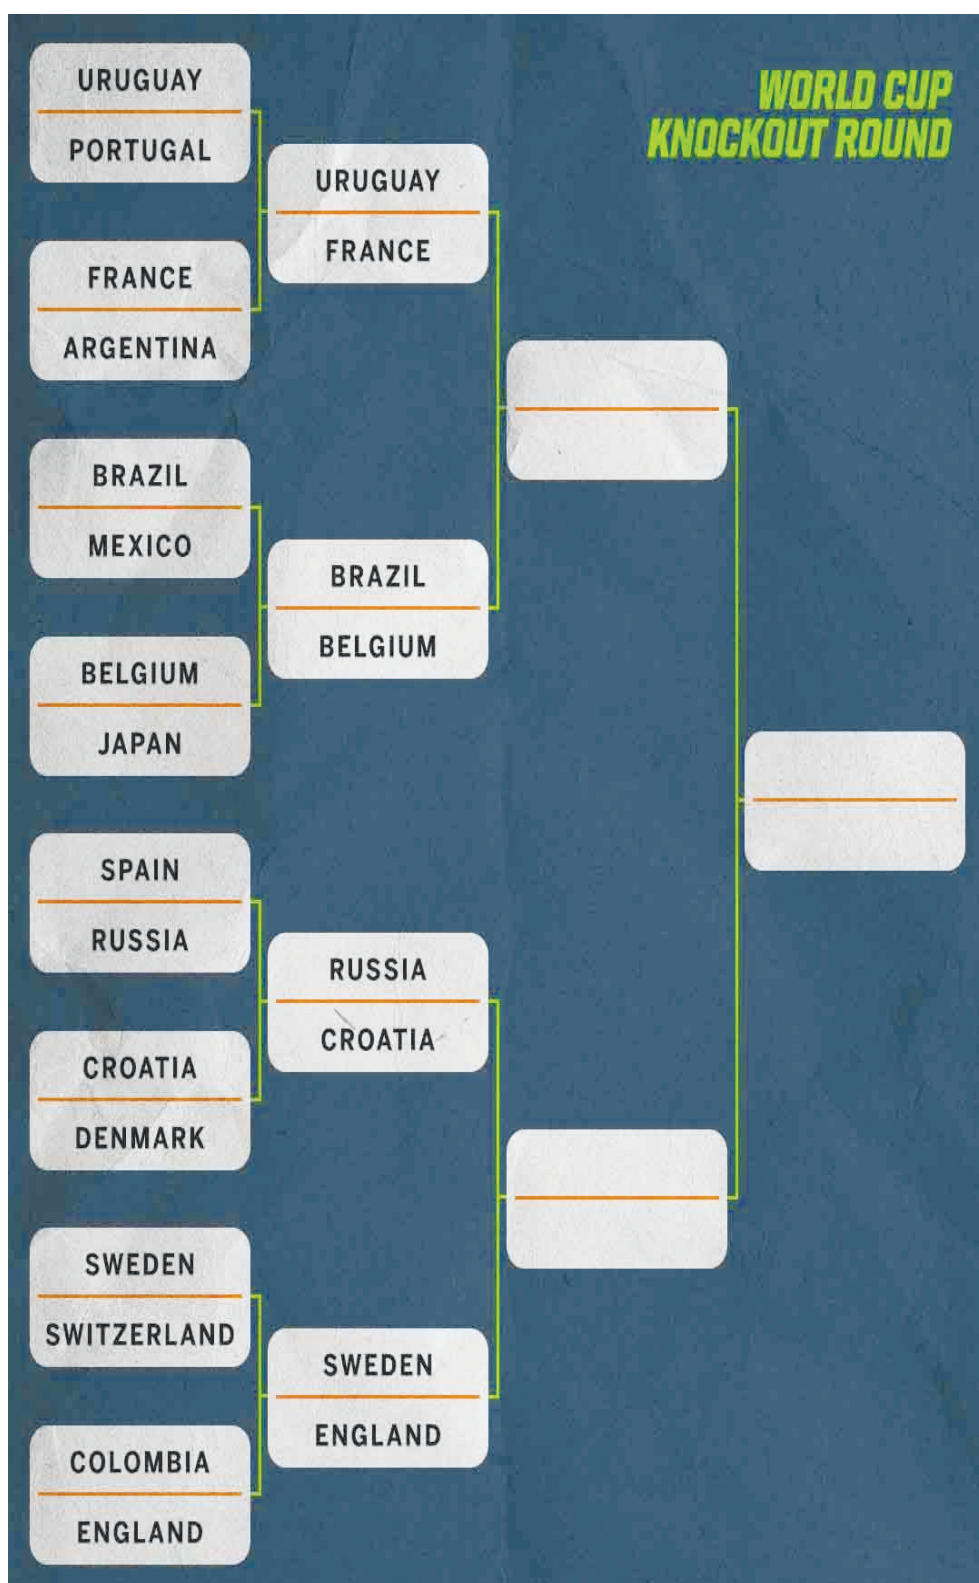 WORLD CUP
KNOCKOUT ROUND
URUGUAY
PORTUGAL
FRANCE
ARGENTINA
BRAZIL
MEXICO
BELGIUM
JAPAN
SPAIN
RUSSIA
CROATIA
DENMARK
SWEDEN
SWITZERLAND
COLOMBIA
ENGLAND
URUGUAY
FRANCE
BRAZIL
BELGIUM
RUSSIA
CROATIA
SWEDEN
ENGLAND